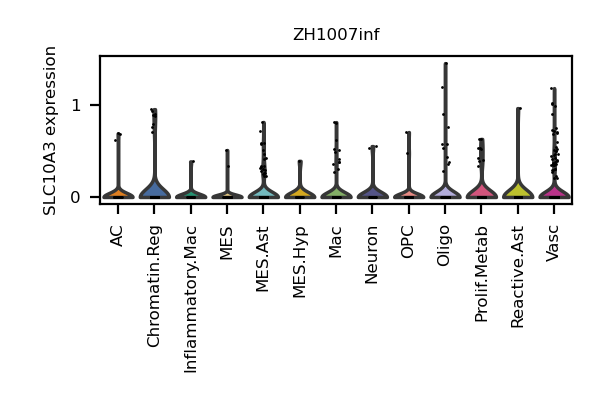 ZH1007inf
SLC10A3 expression
1
0
AC
Chromatin.Reg
Inflammatory.Mac
MES
MES.Ast
MES.Hyp
Mac
Neuron
OPC
Oligo
Prolif.Metab
Reactive.Ast
Vasc